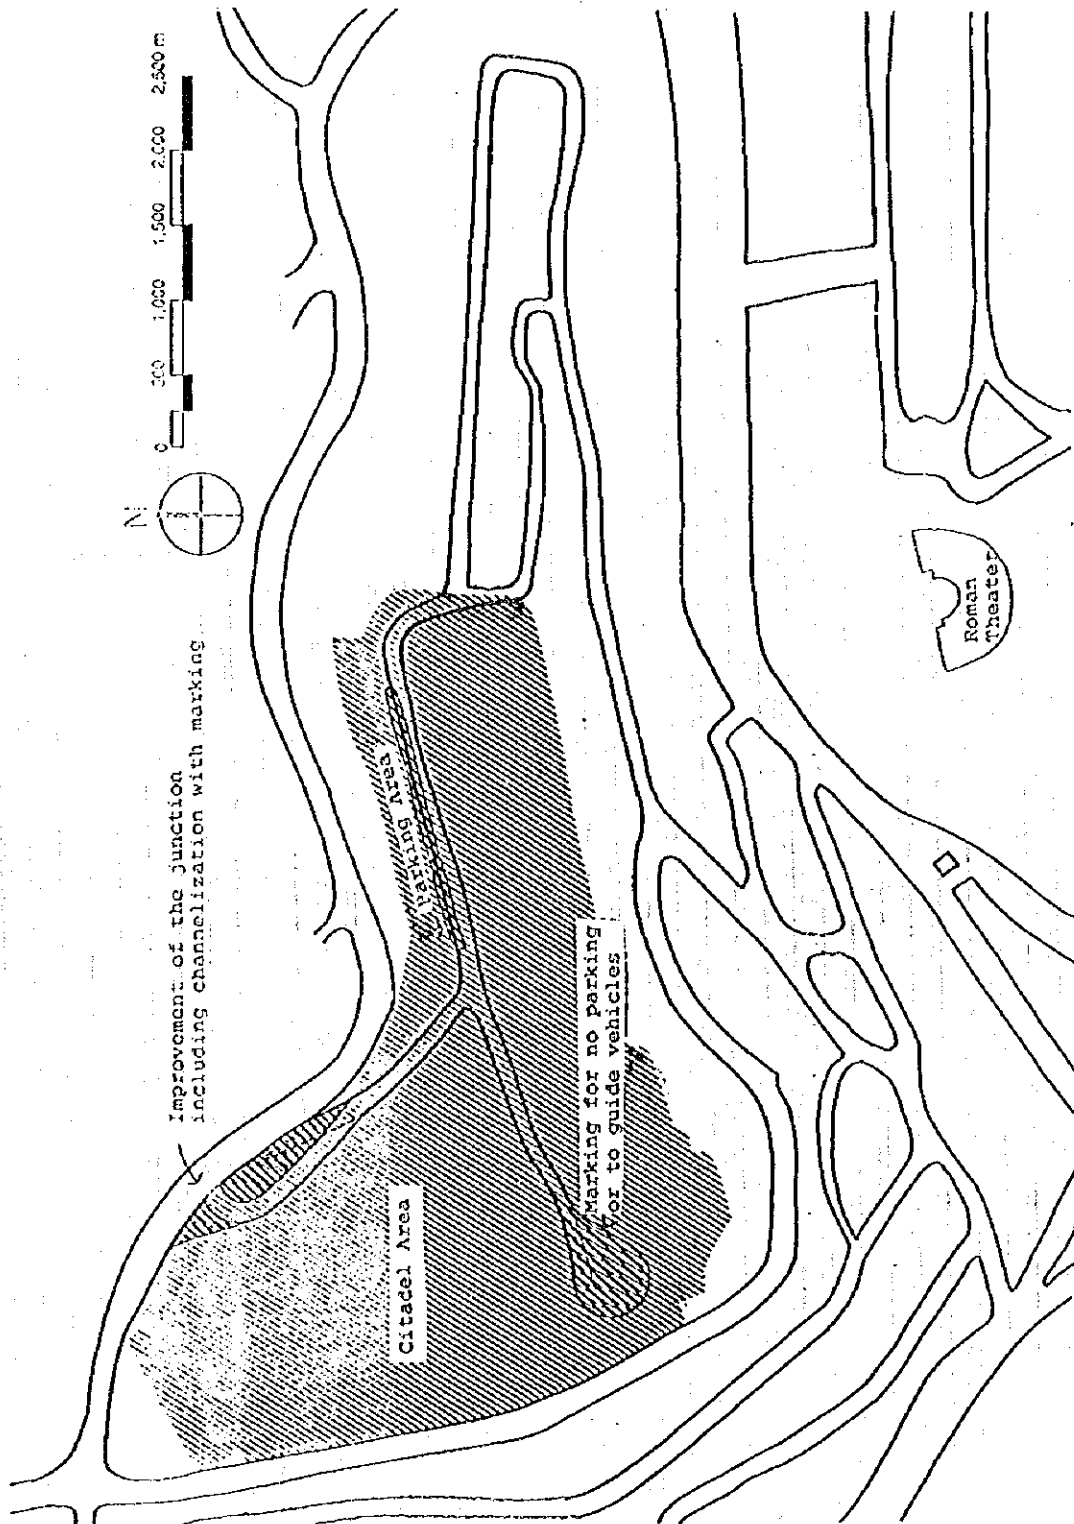 Improvement of the junction
including channelization with marking
N
0 500 1,000 1,500 2,000 2,500 m
Parking Area
Citadel Area
Marking for no parking
or to guide vehicles
Roman
Theater